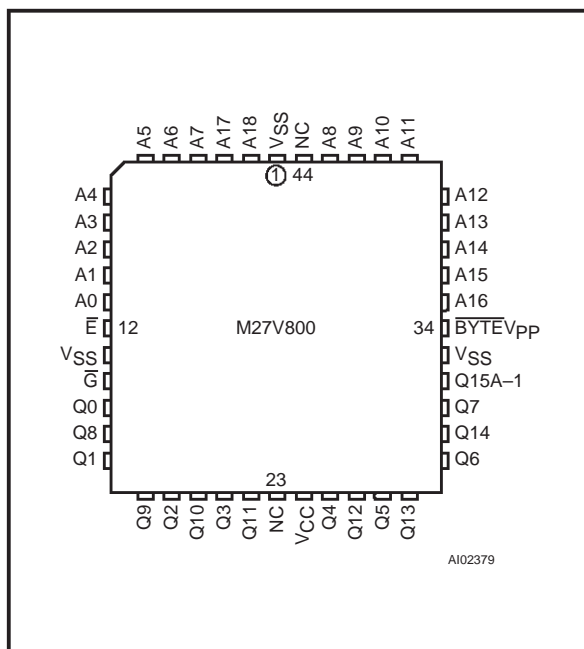 A5
A6
A7
A17
A18
VSS
NC
A8
A9
A10
A11
1 44
A4
A3
A2
A1
A0
E̅
VSS
G̅
Q0
Q8
Q1
12
M27V800
34
A12
A13
A14
A15
A16
B̅Y̅T̅E̅VPP
VSS
Q15A–1
Q7
Q14
Q6
23
Q9
Q2
Q10
Q3
Q11
NC
VCC
Q4
Q12
Q5
Q13
AI02379